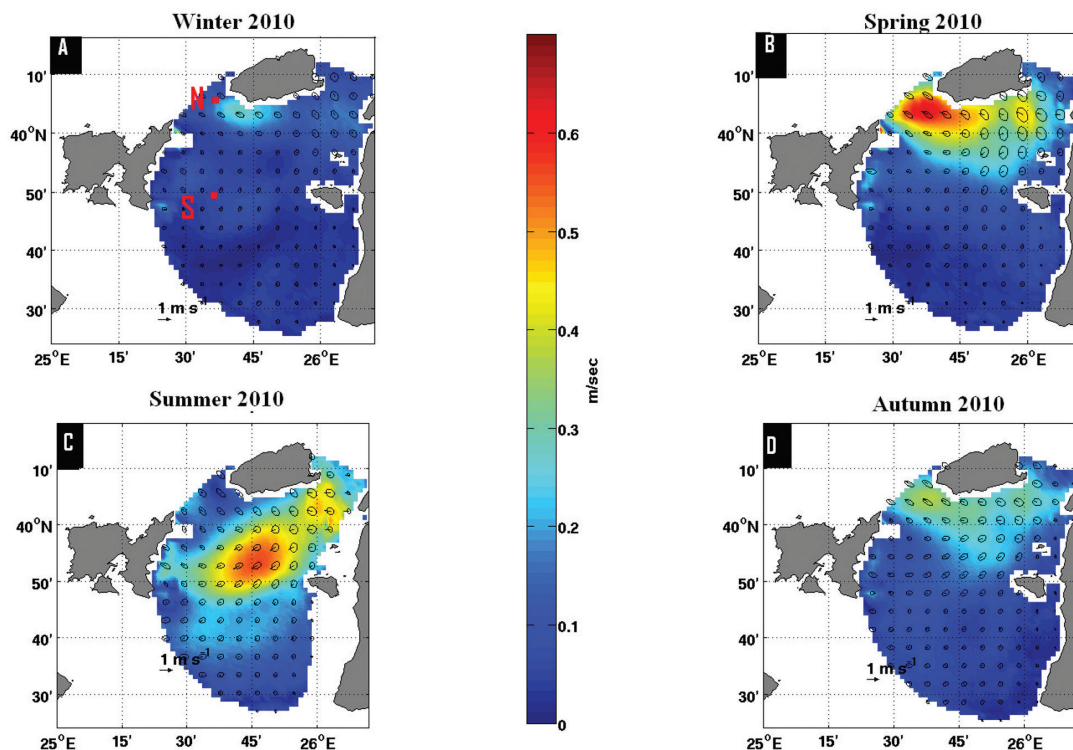 Winter 2010
A
10'
N
40°N
50'
S
40'
30'
1 m s⁻¹
25°E
15'
30'
45'
26°E
Spring 2010
B
10'
40°N
50'
40'
30'
1 m s⁻¹
25°E
15'
30'
45'
26°E
0.6
0.5
0.4
0.3
0.2
0.1
0
m/sec
Summer 2010
C
10'
40°N
50'
40'
30'
1 m s⁻¹
25°E
15'
30'
45'
26°E
Autumn 2010
D
10'
40°N
50'
40'
30'
1 m s⁻¹
25°E
15'
30'
45'
26°E